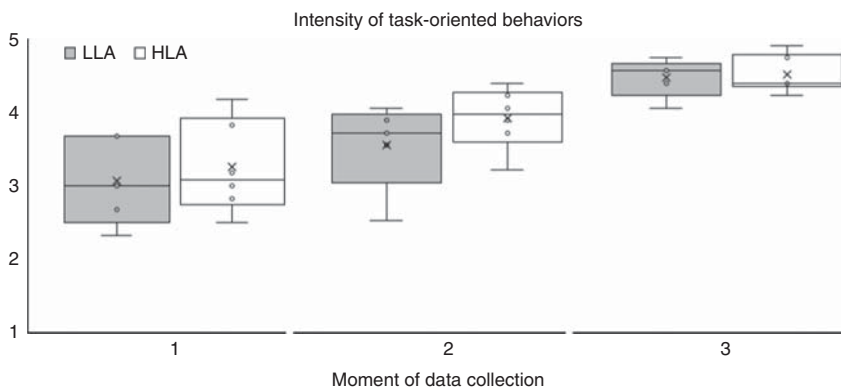 Intensity of task-oriented behaviors
5
LLA HLA
4
3
2
1
1 2 3
Moment of data collection